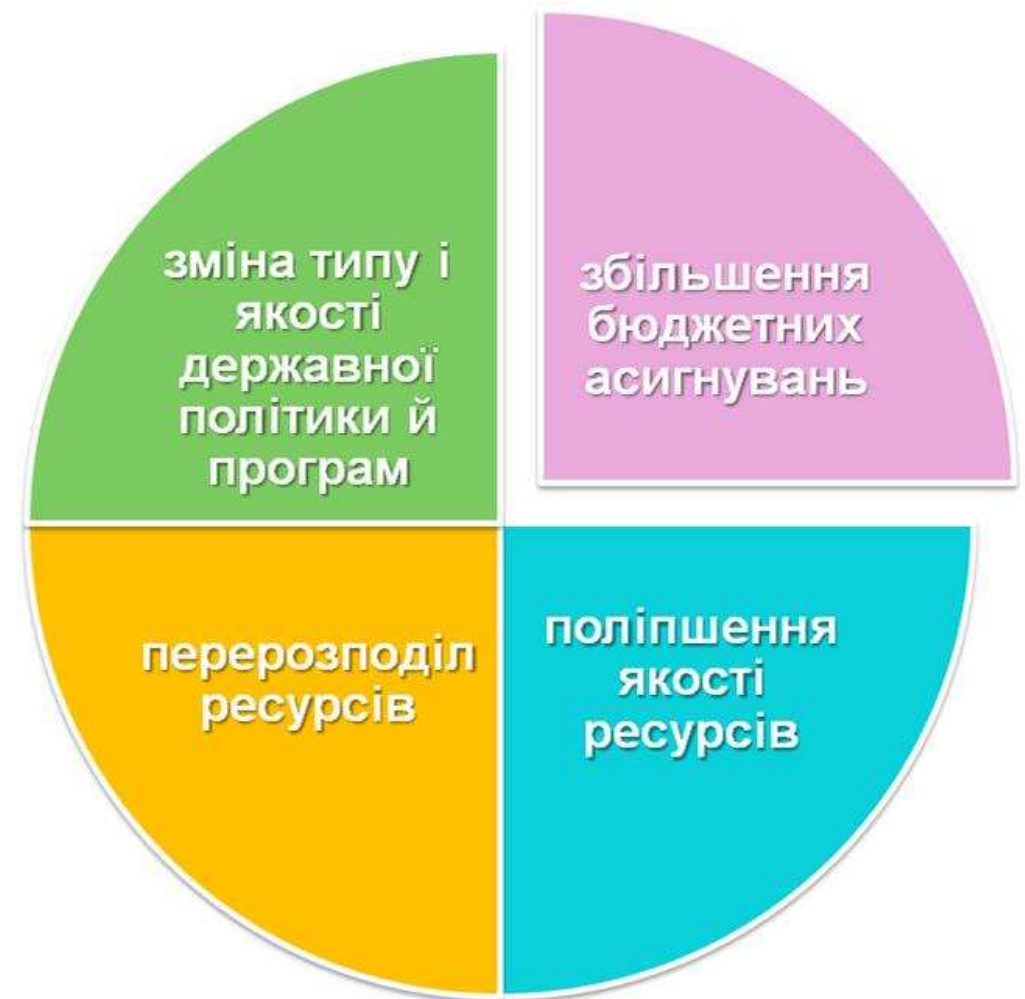 зміна типу і
якості
державної
політики й
програм
збільшення
бюджетних
асигнувань
перерозподіл
ресурсів
поліпшення
якості
ресурсів